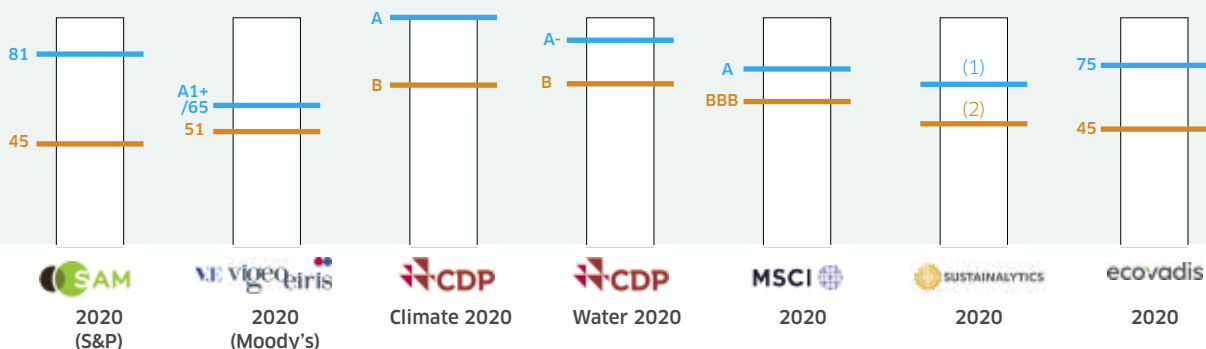 81
45
A1+
/65
51
A
B
A-
B
A
BBB
(1)
(2)
75
45
SAM
2020
(S&P)
V.E vigeo eiris
2020
(Moody's)
CDP
Climate 2020
CDP
Water 2020
MSCI
2020
SUSTAINALYTICS
2020
ecovadis
2020